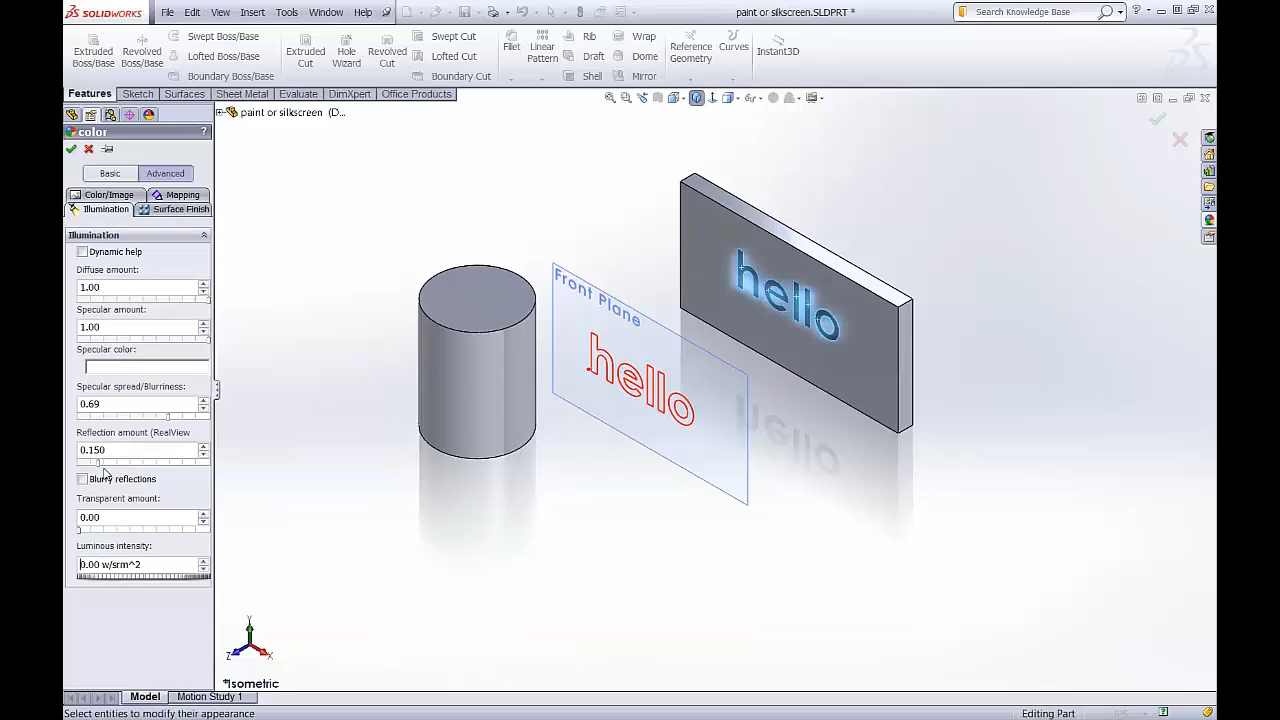 SOLIDWORKS File Edit View Insert Tools Window Help paint or silkscreen.SLDPRT * Search Knowledge Base ?
Extruded Boss/Base Revolved Boss/Base Swept Boss/Base Lofted Boss/Base Boundary Boss/Base Extruded Cut Hole Wizard Revolved Cut Swept Cut Lofted Cut Boundary Cut Fillet Linear Pattern Rib Draft Shell Wrap Dome Mirror Reference Geometry Curves Instant3D
Features Sketch Surfaces Sheet Metal Evaluate DimXpert Office Products
paint or silkscreen (D...
color ?
Basic Advanced
Color/Image Mapping
Illumination Surface Finish
Illumination
Dynamic help
Diffuse amount:
1.00
Specular amount:
1.00
Specular color:
Specular spread/Blurriness:
0.69
Reflection amount (RealView
0.150
Blurry reflections
Transparent amount:
0.00
Luminous intensity:
0.00 w/srm^2
Front Plane
hello
hello
Y
Z
X
*Isometric
Model Motion Study 1
Select entities to modify their appearance Editing Part